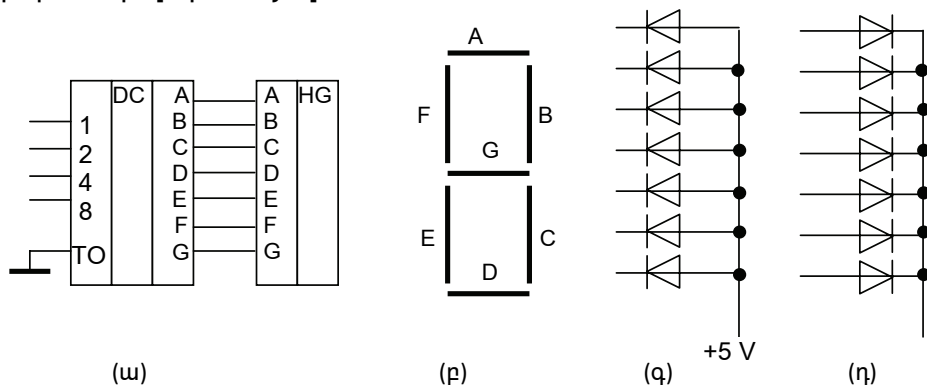 DC A A HG
B B
1 C C
2 D D
4 E E
8 F F
TO G G
A
F B
G
E C
D
+5 V
(ա) (բ) (գ) (դ)